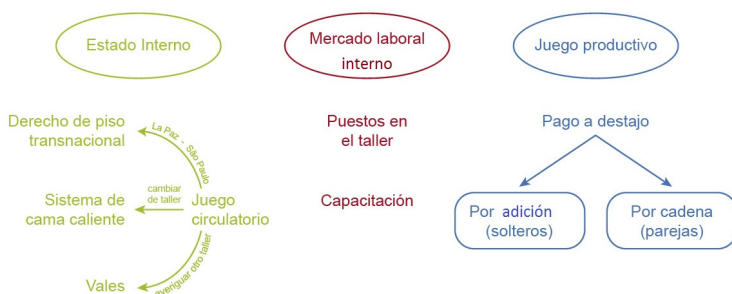 Estado Interno
Mercado laboral
interno
Juego productivo
Derecho de piso
transnacional
La Paz - São Paulo
Puestos en
el taller
Pago a destajo
Sistema de
cama caliente
cambiar
de taller
Juego
circulatorio
Capacitación
Por adición
(solteros)
Por cadena
(parejas)
Vales
averiguar otro taller